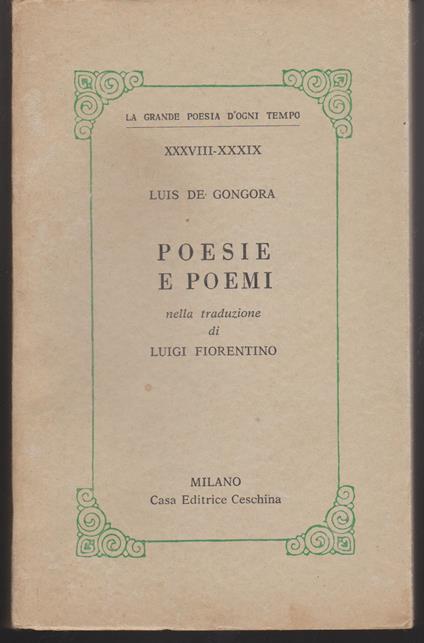 LA GRANDE POESIA D'OGNI TEMPO
XXXVIII-XXXIX
LUIS DE GONGORA
POESIE
E POEMI
nella traduzione
di
LUIGI FIORENTINO
MILANO
Casa Editrice Ceschina